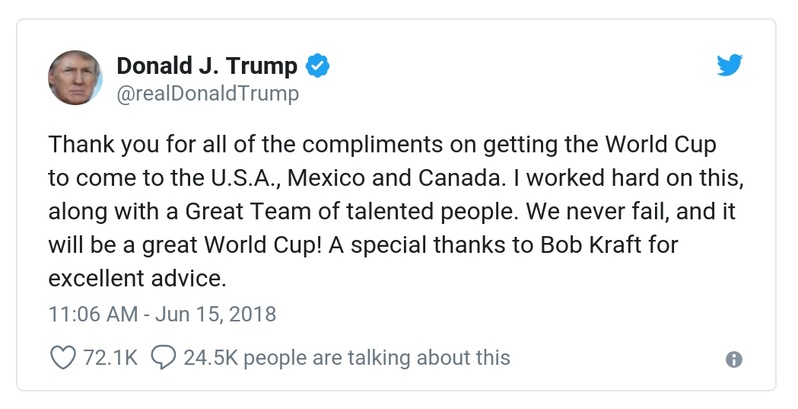 Donald J. Trump
@realDonaldTrump
Thank you for all of the compliments on getting the World Cup
to come to the U.S.A., Mexico and Canada. I worked hard on this,
along with a Great Team of talented people. We never fail, and it
will be a great World Cup! A special thanks to Bob Kraft for
excellent advice.
11:06 AM - Jun 15, 2018
72.1K 24.5K people are talking about this